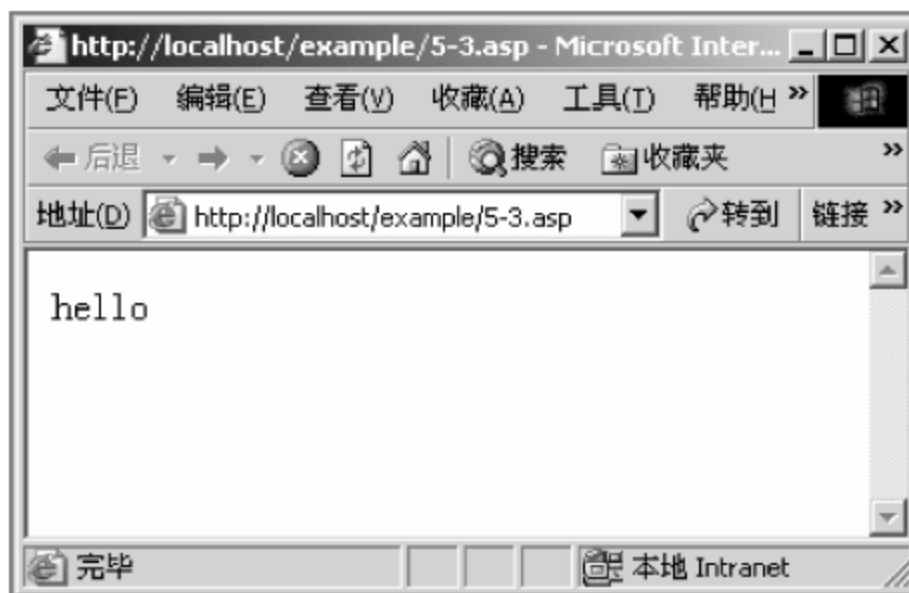 http://localhost/example/5-3.asp - Microsoft Inter...
文件(F) 编辑(E) 查看(V) 收藏(A) 工具(T) 帮助(H »
后退 搜索 收藏夹 »
地址(D) http://localhost/example/5-3.asp 转到 链接 »
hello
完毕 本地 Intranet